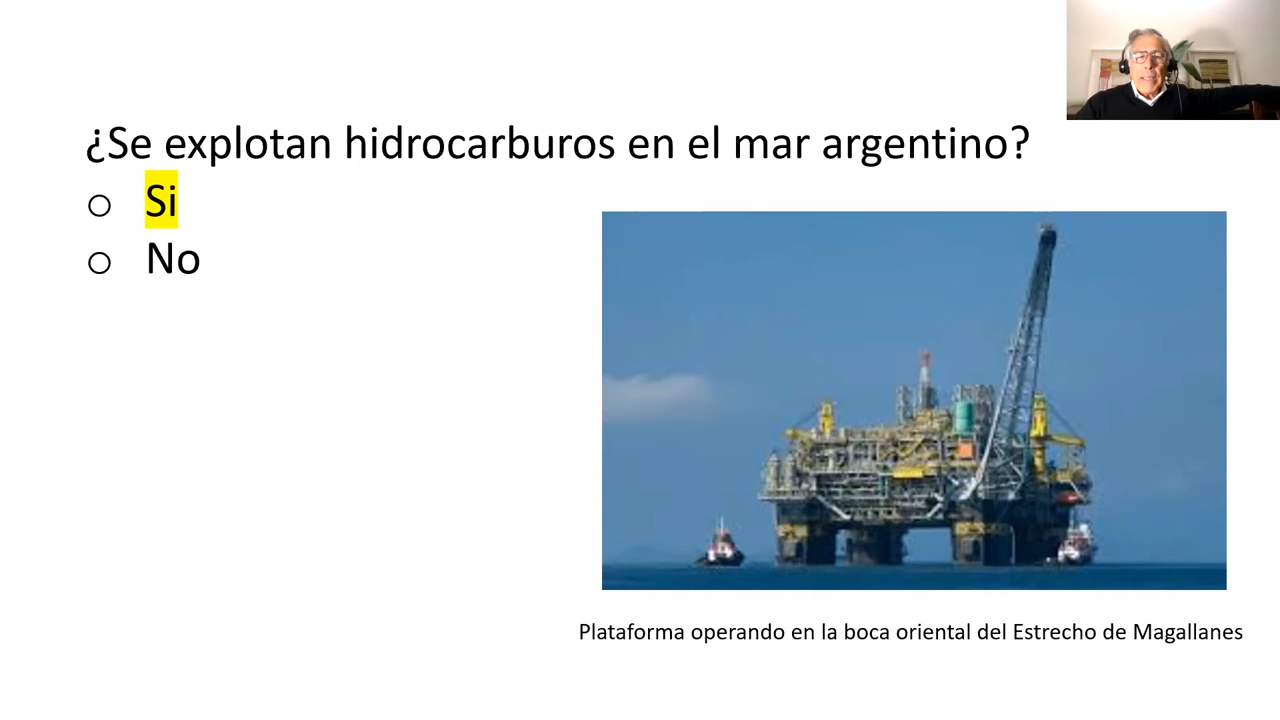 ¿Se explotan hidrocarburos en el mar argentino?
Si
No
Plataforma operando en la boca oriental del Estrecho de Magallanes